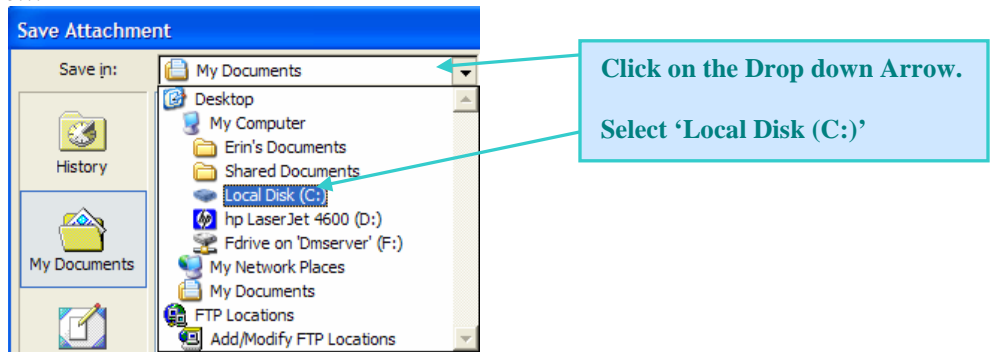 Save Attachment
Save in:
My Documents
Click on the Drop down Arrow.
Select ‘Local Disk (C:)’
Desktop
My Computer
Erin's Documents
Shared Documents
Local Disk (C:)
hp LaserJet 4600 (D:)
Fdrive on 'Dmserver' (F:)
My Network Places
My Documents
FTP Locations
Add/Modify FTP Locations
History
My Documents